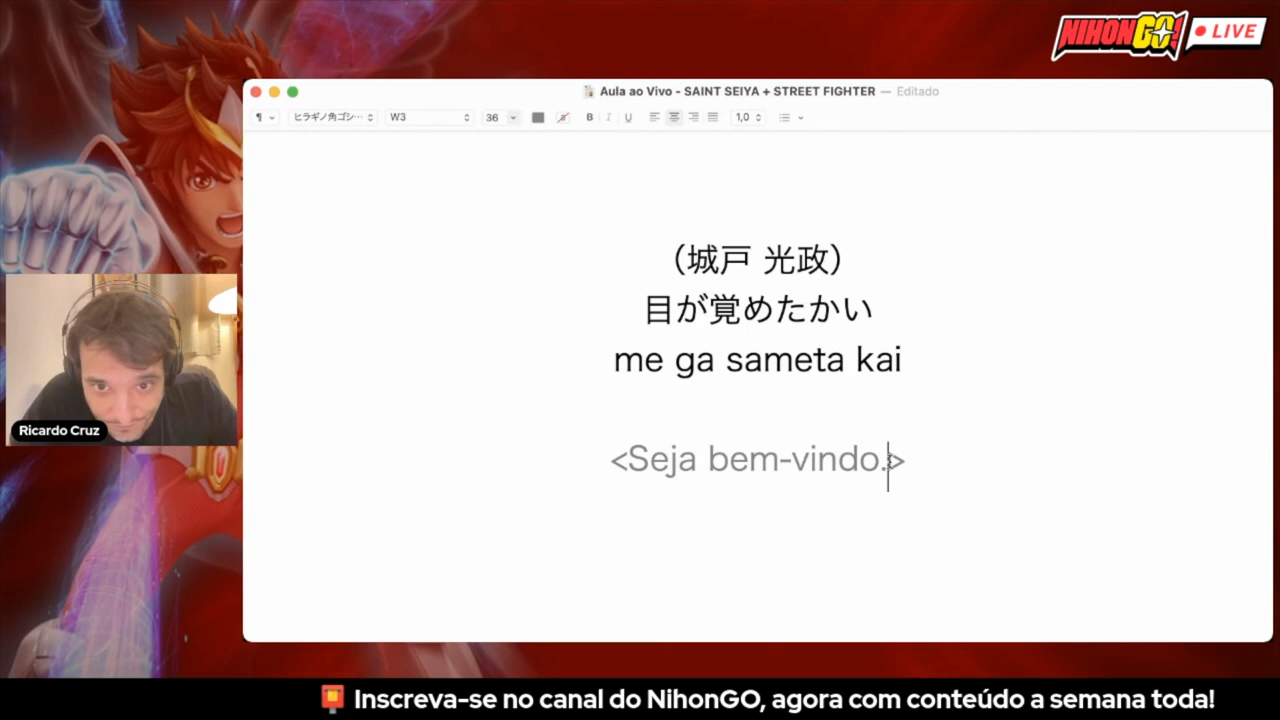 NIHONGO!
LIVE
Aula ao Vivo - SAINT SEIYA + STREET FIGHTER — Editado
¶ ヒラギノ角ゴシ… W3 36 B I U 1,0
（城戸 光政）
目が覚めたかい
me ga sameta kai
<Seja bem-vindo.>
Ricardo Cruz
Inscreva-se no canal do NihonGO, agora com conteúdo a semana toda!